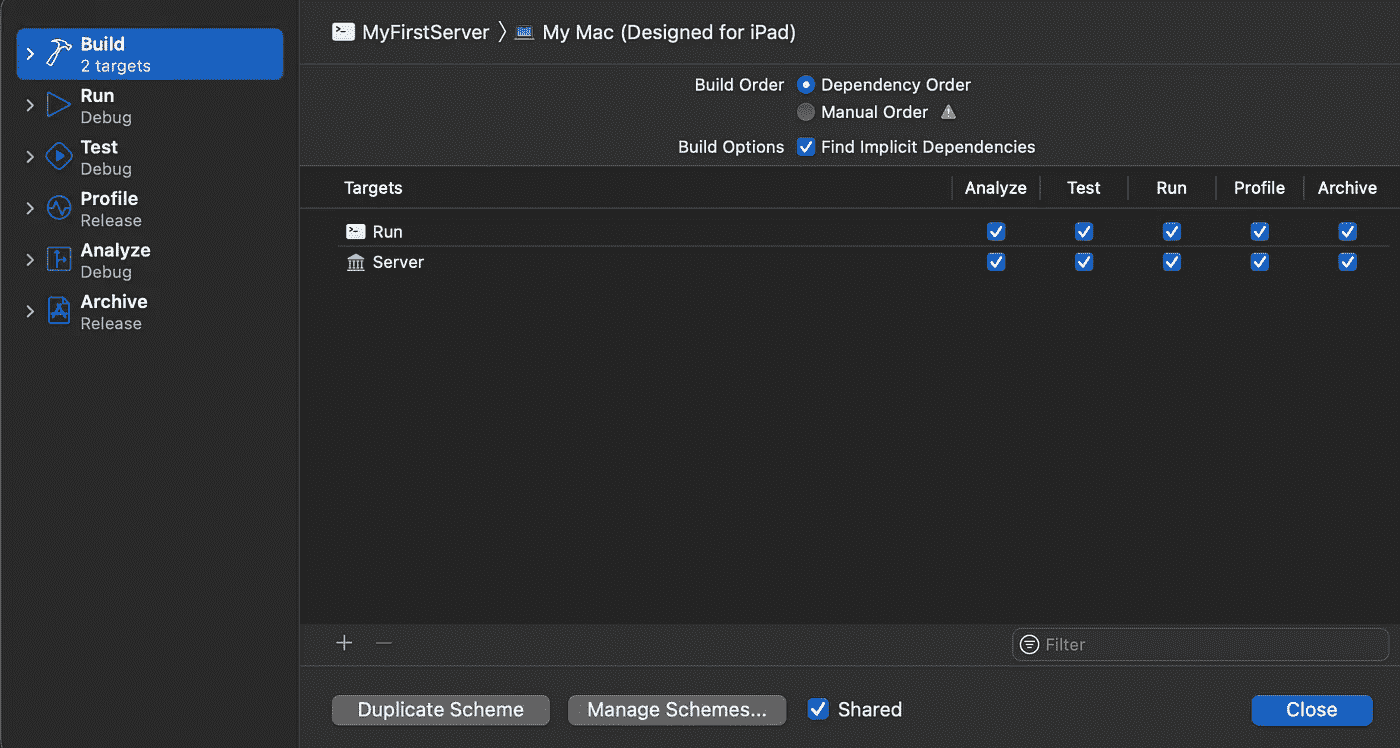 Build
2 targets
Run
Debug
Test
Debug
Profile
Release
Analyze
Debug
Archive
Release
MyFirstServer 〉 My Mac (Designed for iPad)
Build Order Dependency Order
Manual Order
Build Options Find Implicit Dependencies
Targets Analyze Test Run Profile Archive
Run
Server
Filter
Duplicate Scheme Manage Schemes... Shared Close